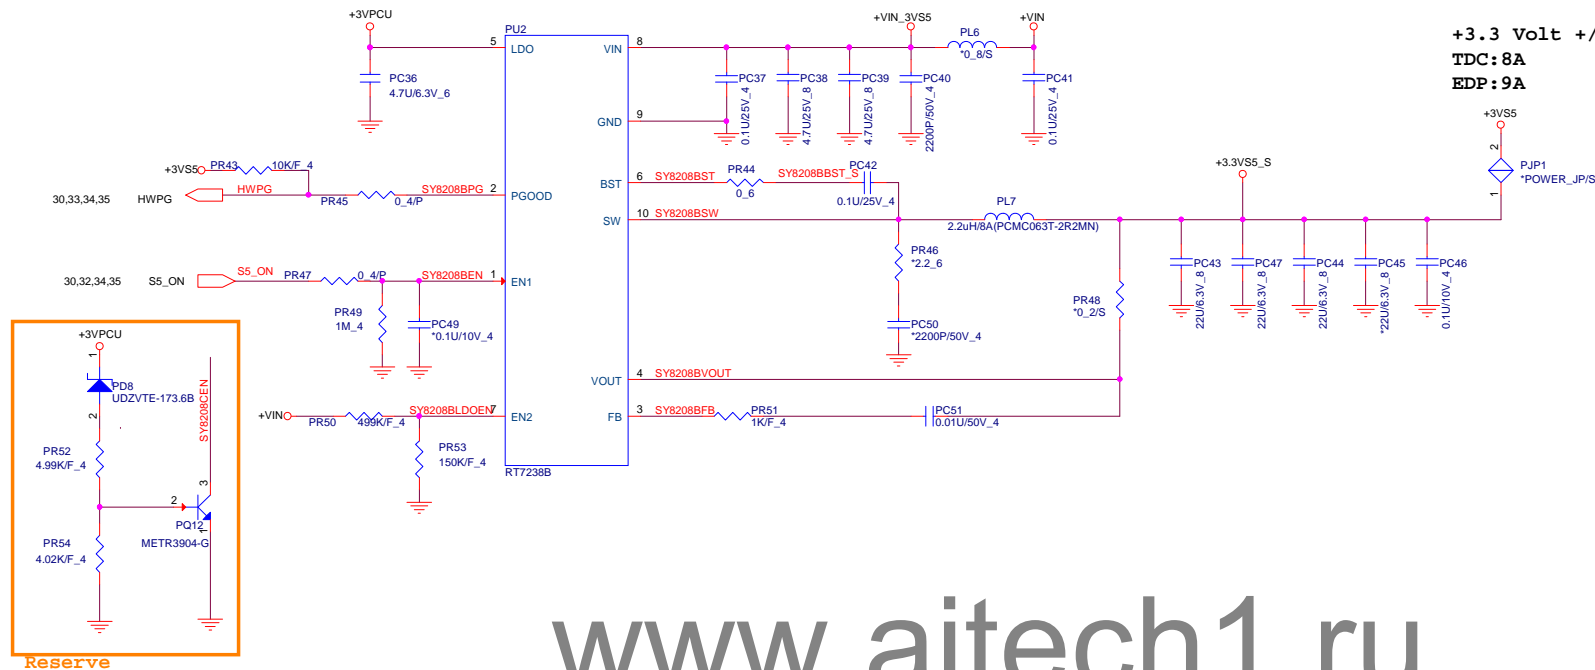 +3VPCU
+VIN_3VS5
+VIN
PU2
5
LDO
VIN
8
PL6
*0_8/S
+3.3 Volt +/
TDC:8A
EDP:9A
PC36
4.7U/6.3V_6
PC37
0.1U/25V_4
PC38
4.7U/25V_8
PC39
4.7U/25V_8
PC40
2200P/50V_4
PC41
0.1U/25V_4
GND
9
+3VS5
2
PJP1
*POWER_JP/S
1
+3VS5
PR43
10K/F_4
30,33,34,35
HWPG
HWPG
PR45
0_4/P
SY8208BPG
2
PGOOD
BST
6
SY8208BST
PR44
0_6
SY8208BBST_S
PC42
0.1U/25V_4
+3.3VS5_S
SW
10
SY8208BSW
PL7
2.2uH/8A(PCMC063T-2R2MN)
PR46
*2.2_6
PC43
22U/6.3V_8
PC47
22U/6.3V_8
PC44
22U/6.3V_8
PC45
*22U/6.3V_8
PC46
0.1U/10V_4
30,32,34,35
S5_ON
S5_ON
PR47
0_4/P
SY8208BEN
1
EN1
PR49
1M_4
PC49
*0.1U/10V_4
PC50
*2200P/50V_4
PR48
*0_2/S
VOUT
4
SY8208BVOUT
+VIN
PR50
499K/F_4
SY8208BLDOEN
7
EN2
FB
3
SY8208BFB
PR51
1K/F_4
PC51
0.01U/50V_4
PR53
150K/F_4
RT7238B
+3VPCU
1
PD8
UDZVTE-173.6B
2
SY8208CEN
PR52
4.99K/F_4
3
2
PQ12
1
METR3904-G
PR54
4.02K/F_4
Reserve
www.aitech1.ru